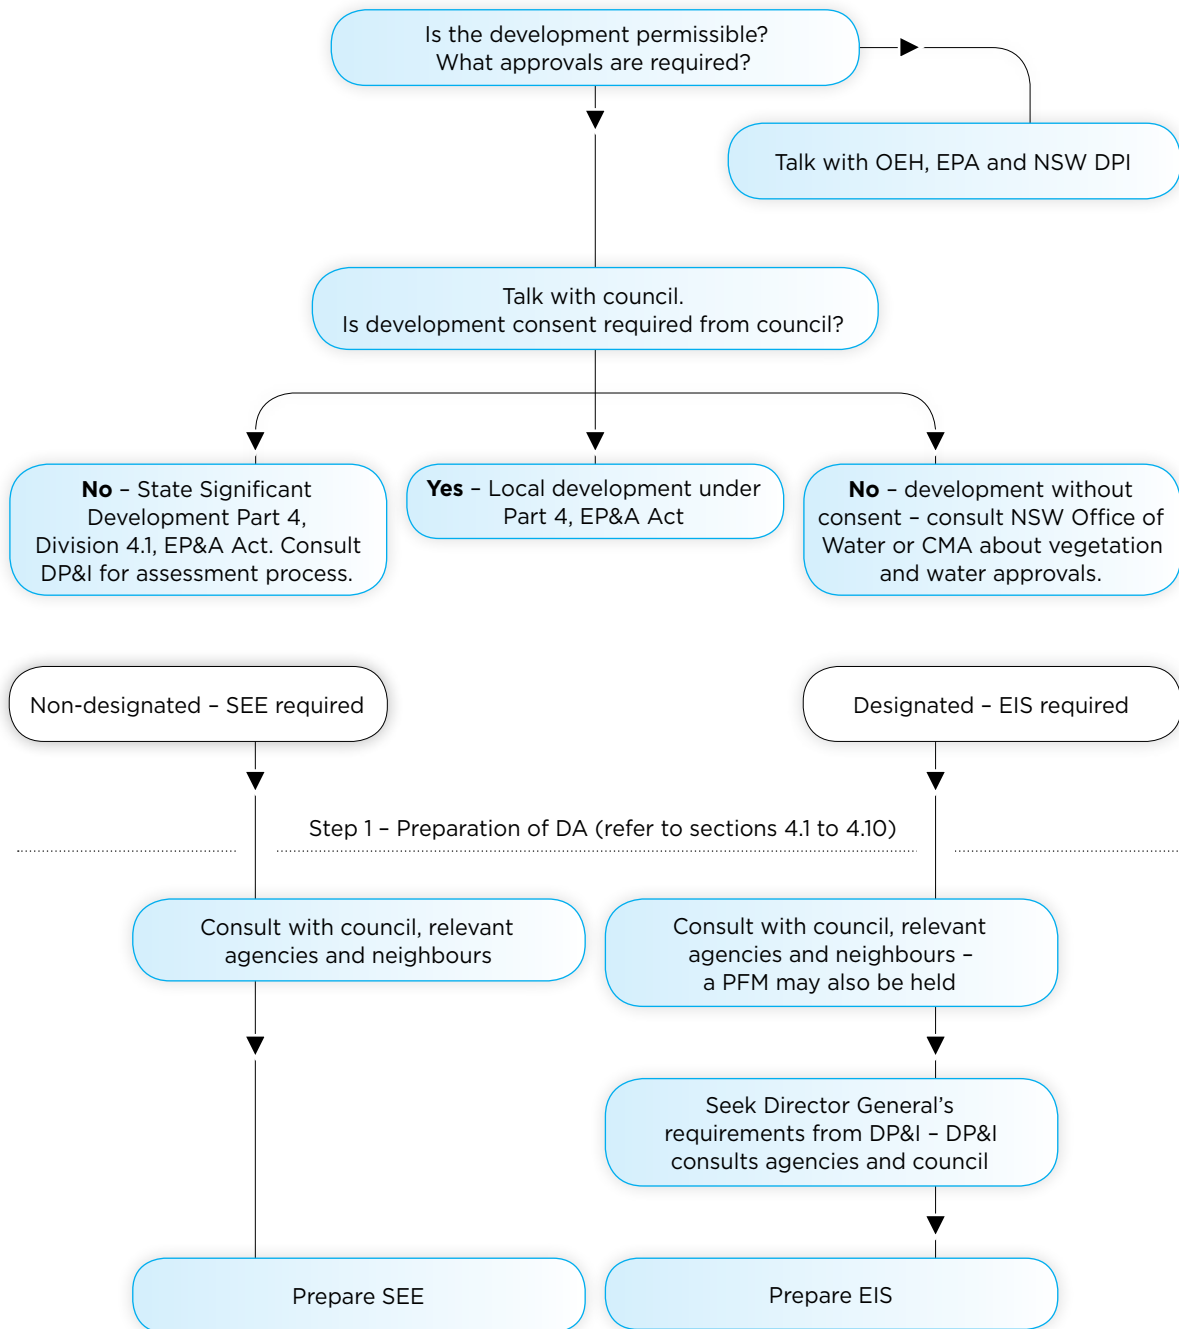 Is the development permissible?
What approvals are required?
Talk with OEH, EPA and NSW DPI
Talk with council.
Is development consent required from council?
No – State Significant
Development Part 4,
Division 4.1, EP&A Act. Consult
DP&I for assessment process.
Yes – Local development under
Part 4, EP&A Act
No – development without
consent – consult NSW Office of
Water or CMA about vegetation
and water approvals.
Non-designated – SEE required
Designated – EIS required
Step 1 – Preparation of DA (refer to sections 4.1 to 4.10)
Consult with council, relevant
agencies and neighbours
Consult with council, relevant
agencies and neighbours –
a PFM may also be held
Seek Director General’s
requirements from DP&I – DP&I
consults agencies and council
Prepare SEE
Prepare EIS